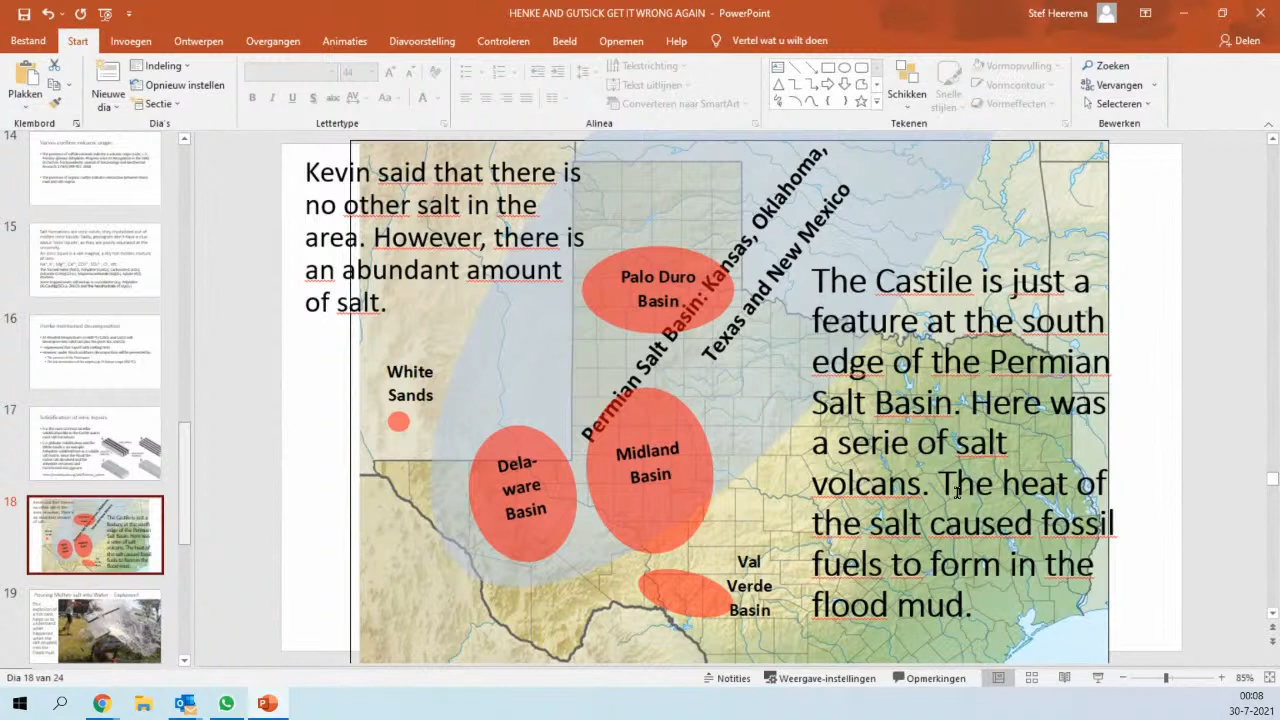 HENKE AND GUTSICK GET IT WRONG AGAIN - PowerPoint
Stef Heerema
Bestand
Start
Invoegen
Ontwerpen
Overgangen
Animaties
Diavoorstelling
Controleren
Beeld
Opnemen
Help
Vertel wat u wilt doen
Delen
Plakken
Klembord
Nieuwe
dia
Indeling
Opnieuw instellen
Sectie
Dia's
44
Lettertype
Tekstrichting
Tekst uitlijnen
Converteren naar SmartArt
Alinea
Schikken
Snelle
stijlen
Vormopvulling
Vormcontour
Vormeffecten
Tekenen
Zoeken
Vervangen
Selecteren
Bewerken
14
16
17
18
19
Kevin said that there is
no other salt in the
area. However, there is
an abundant amount
of salt.
Permian Salt Basin: Kansas, Oklahoma,
Texas and New Mexico
Palo Duro
Basin
White
Sands
Dela-
ware
Basin
Midland
Basin
Val
Verde
Basin
The Castile is just a
feature at the south
edge of the Permian
Salt Basin. Here was
a serie of salt
volcans. The heat of
the salt caused fossil
fuels to form in the
flood mud.
Dia 18 van 24
Notities
Weergave-instellingen
Opmerkingen
85%
00:08
30-7-2021